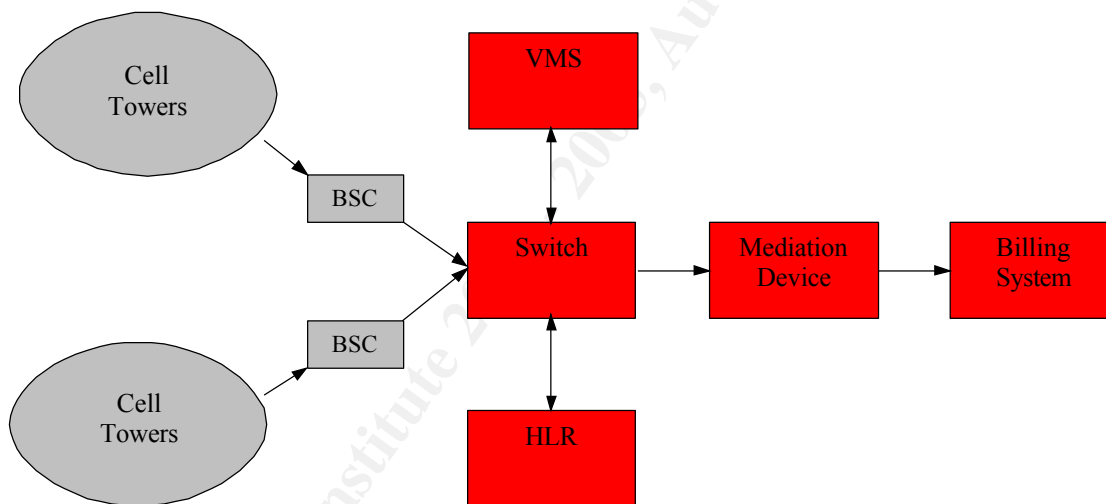 Cell
Towers
VMS
BSC
Switch
Mediation
Device
Billing
System
BSC
Cell
Towers
HLR